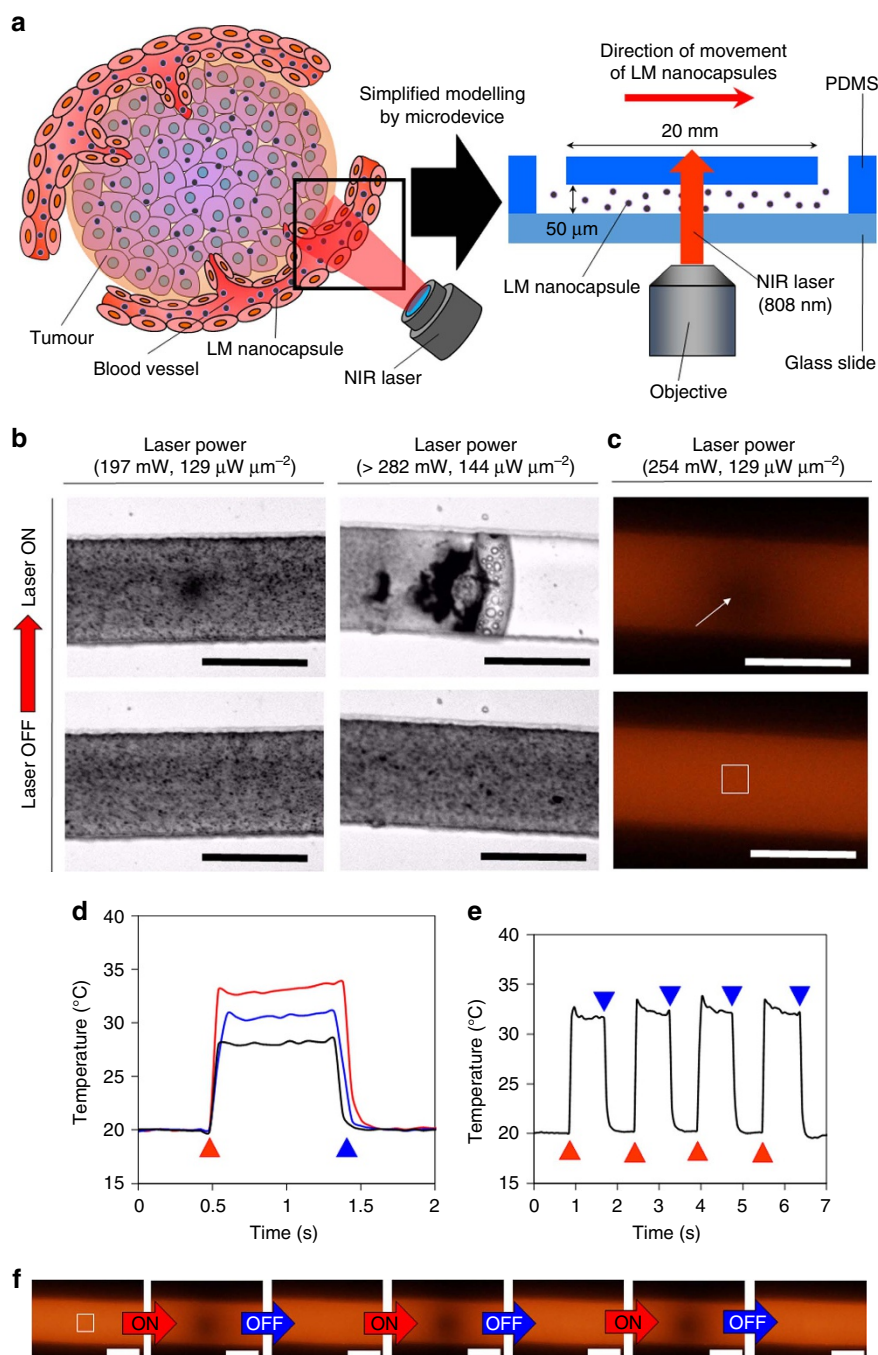 a
Direction of movement
of LM nanocapsules
PDMS
Simplified modelling
by microdevice
20 mm
50 µm
LM nanocapsule
NIR laser
(808 nm)
Tumour
Blood vessel
LM nanocapsule
NIR laser
Objective
Glass slide
b
Laser power
(197 mW, 129 µW µm⁻²)
Laser power
(> 282 mW, 144 µW µm⁻²)
c
Laser power
(254 mW, 129 µW µm⁻²)
Laser ON
Laser OFF
d
40
35
30
25
20
15
Temperature (°C)
0
0.5
1
1.5
2
Time (s)
e
40
35
30
25
20
15
Temperature (°C)
0
1
2
3
4
5
6
7
Time (s)
f
ON
OFF
ON
OFF
ON
OFF